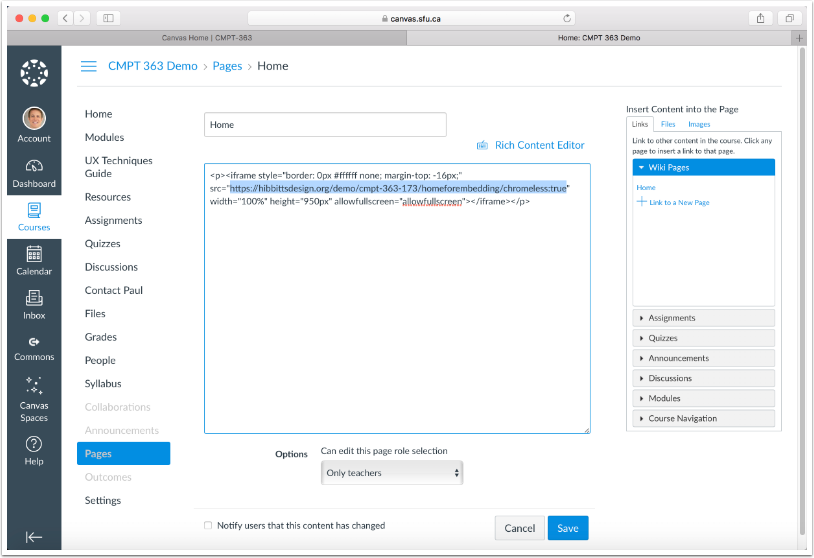 canvas.sfu.ca
Canvas Home | CMPT-363
Home: CMPT 363 Demo
Account
Dashboard
Courses
Calendar
Inbox
Commons
Canvas
Spaces
Help
CMPT 363 Demo › Pages › Home
Home
Modules
UX Techniques
Guide
Resources
Assignments
Quizzes
Discussions
Contact Paul
Files
Grades
People
Syllabus
Collaborations
Announcements
Pages
Outcomes
Settings
Home
Rich Content Editor
<p><iframe style="border: 0px #ffffff none; margin-top: -16px;"
src="https://hibbittsdesign.org/demo/cmpt-363-173/homeforembedding/chromeless:true"
width="100%" height="950px" allowfullscreen="allowfullscreen"></iframe></p>
Options
Can edit this page role selection
Only teachers
Notify users that this content has changed
Cancel
Save
Insert Content into the Page
Links Files Images
Link to other content in the course. Click any
page to insert a link to that page.
Wiki Pages
Home
Link to a New Page
Assignments
Quizzes
Announcements
Discussions
Modules
Course Navigation